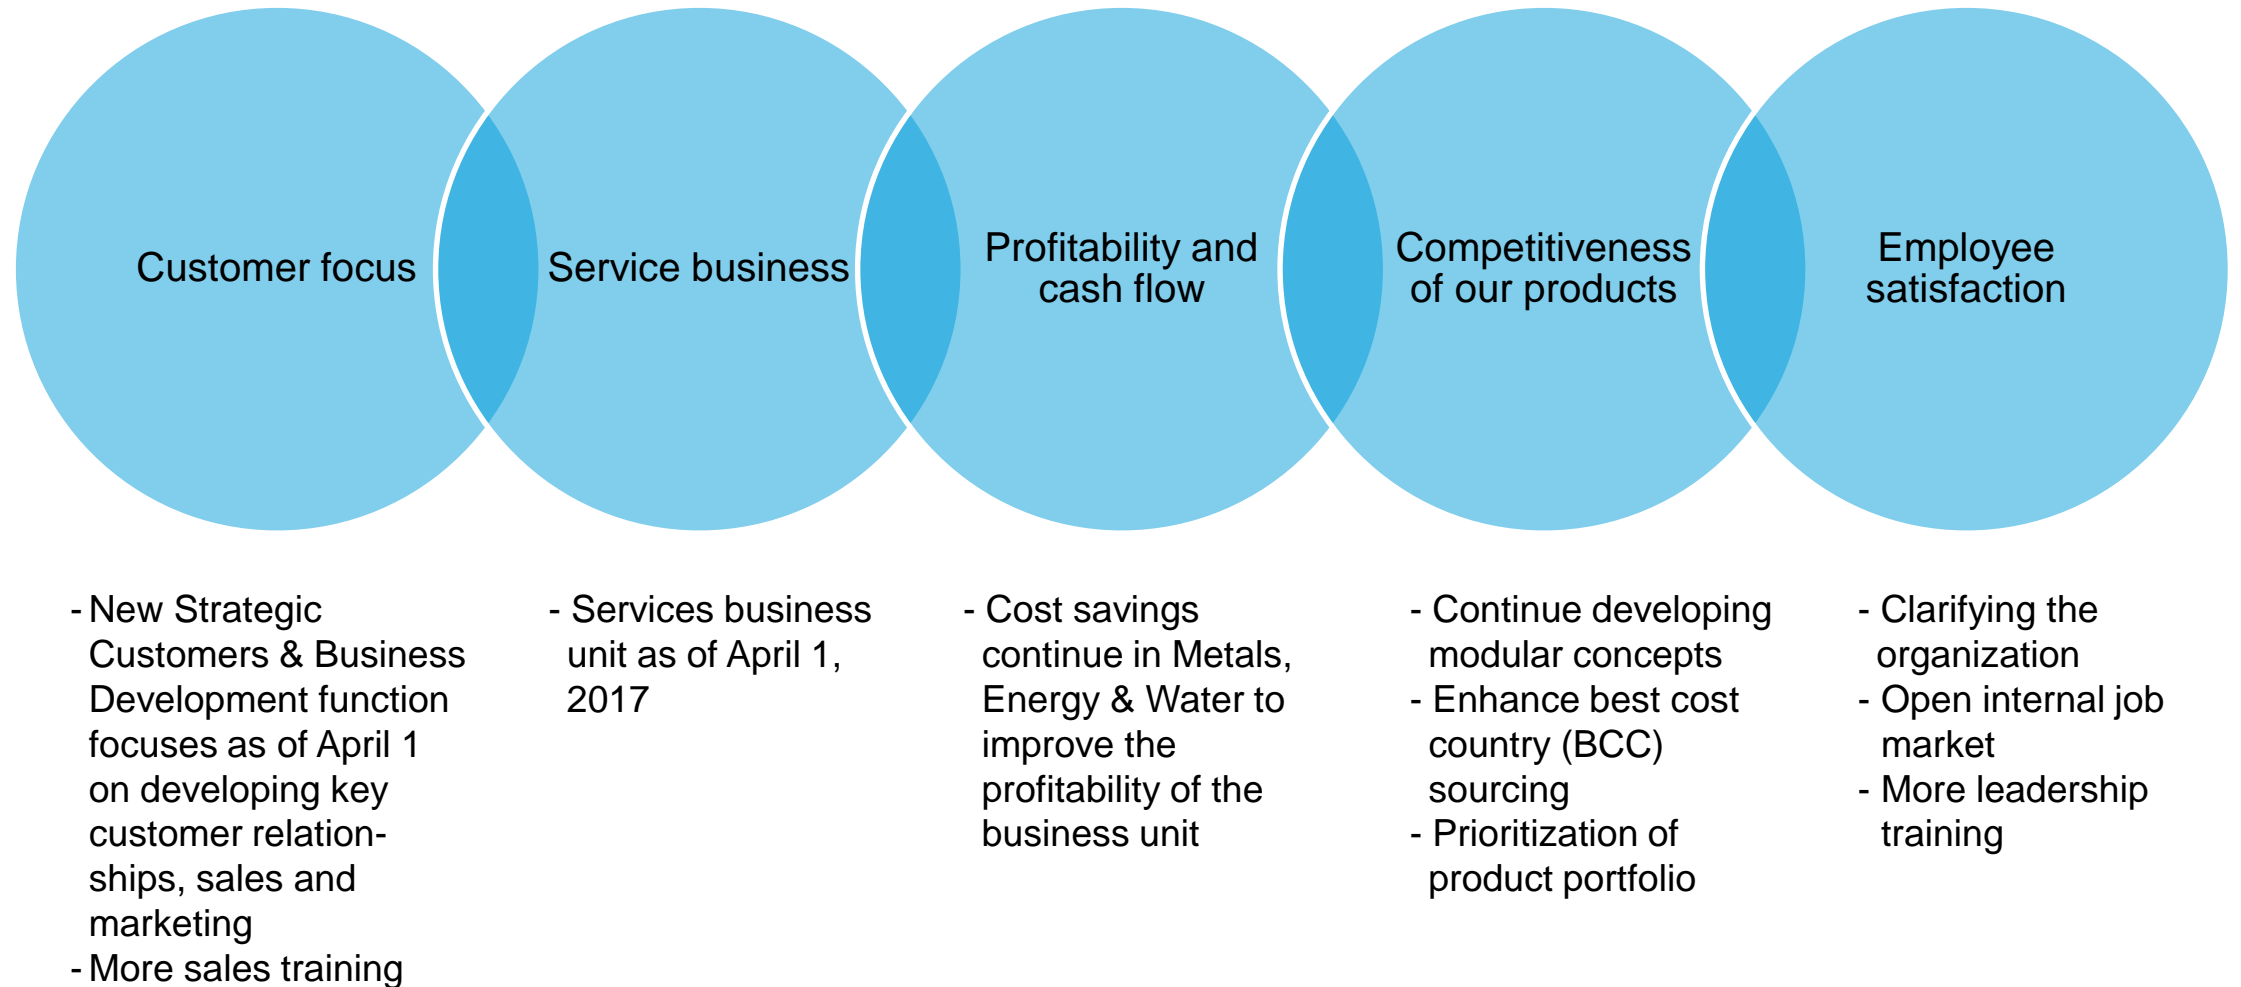 Customer focus
Service business
Profitability and
cash flow
Competitiveness
of our products
Employee
satisfaction
- New Strategic
Customers & Business
Development function
focuses as of April 1
on developing key
customer relation-
ships, sales and
marketing
- More sales training
- Services business
unit as of April 1,
2017
- Cost savings
continue in Metals,
Energy & Water to
improve the
profitability of the
business unit
- Continue developing
modular concepts
- Enhance best cost
country (BCC)
sourcing
- Prioritization of
product portfolio
- Clarifying the
organization
- Open internal job
market
- More leadership
training